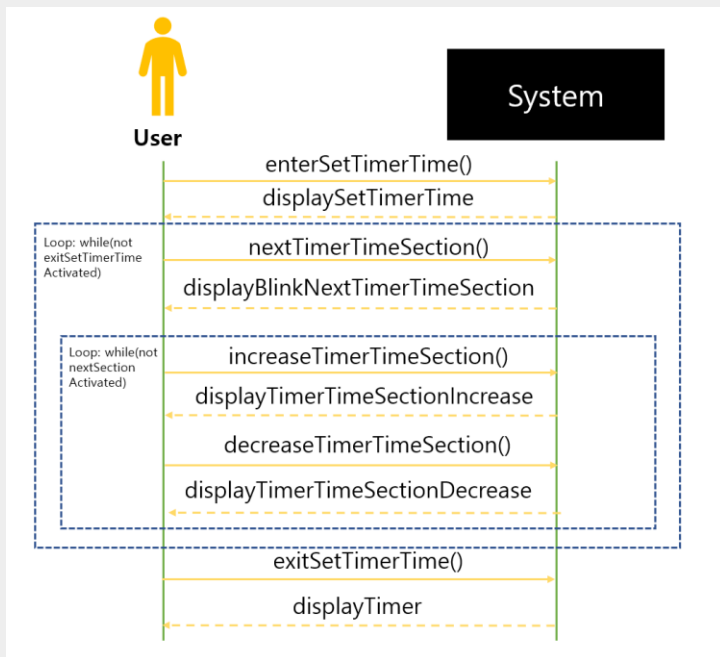 System
User
enterSetTimerTime()
displaySetTimerTime
Loop: while(not
exitSetTimerTime
Activated)
nextTimerTimeSection()
displayBlinkNextTimerTimeSection
Loop: while(not
nextSection
Activated)
increaseTimerTimeSection()
displayTimerTimeSectionIncrease
decreaseTimerTimeSection()
displayTimerTimeSectionDecrease
exitSetTimerTime()
displayTimer